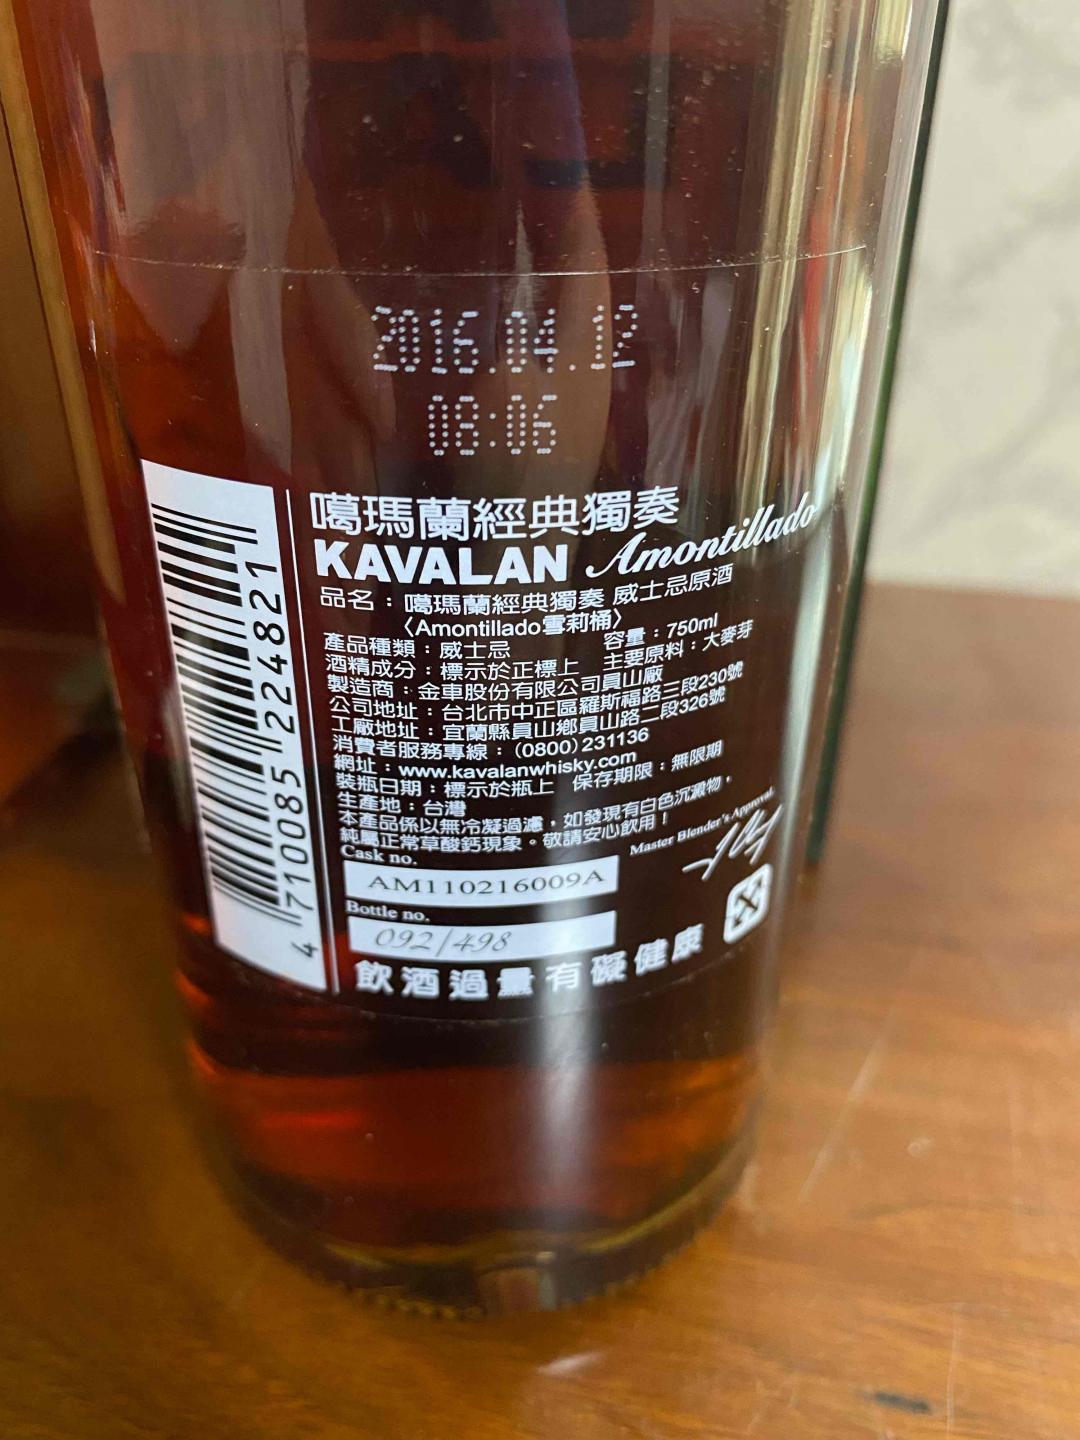 2016.04.12
08:06
噶瑪蘭經典獨奏
KAVALAN Amontillado
品名：噶瑪蘭經典獨奏 威士忌原酒
〈Amontillado雪莉桶〉
產品種類：威士忌 容量：750ml
酒精成分：標示於正標上 主要原料：大麥芽
製造商：金車股份有限公司員山廠
公司地址：台北市中正區羅斯福路三段230號
工廠地址：宜蘭縣員山鄉員山路二段326號
消費者服務專線：(0800)231136
網址：www.kavalanwhisky.com
裝瓶日期：標示於瓶上 保存期限：無限期
生產地：台灣
本產品係以無冷凝過濾，如發現有白色沉澱物，
純屬正常草酸鈣現象。敬請安心飲用！
Master Blender's Approval.
Cask no.
AM110216009A
Bottle no.
092/498
飲酒過量有礙健康
4 710085 224821